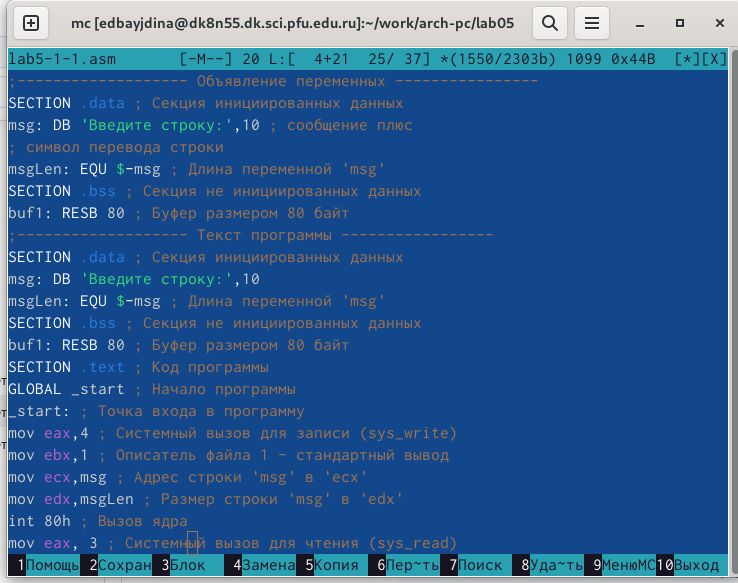 mc [edbayjdina@dk8n55.dk.sci.pfu.edu.ru]:~/work/arch-pc/lab05
lab5-1-1.asm [-M--] 20 L:[ 4+21 25/ 37] *(1550/2303b) 1099 0x44B [*][X]
;------------------- Объявление переменных ----------------
SECTION .data ; Секция инициированных данных
msg: DB 'Введите строку:',10 ; сообщение плюс
; символ перевода строки
msgLen: EQU $-msg ; Длина переменной 'msg'
SECTION .bss ; Секция не инициированных данных
buf1: RESB 80 ; Буфер размером 80 байт
;------------------- Текст программы -----------------
SECTION .data ; Секция инициированных данных
msg: DB 'Введите строку:',10
msgLen: EQU $-msg ; Длина переменной 'msg'
SECTION .bss ; Секция не инициированных данных
buf1: RESB 80 ; Буфер размером 80 байт
SECTION .text ; Код программы
GLOBAL _start ; Начало программы
_start: ; Точка входа в программу
mov eax,4 ; Системный вызов для записи (sys_write)
mov ebx,1 ; Описатель файла 1 - стандартный вывод
mov ecx,msg ; Адрес строки 'msg' в 'ecx'
mov edx,msgLen ; Размер строки 'msg' в 'edx'
int 80h ; Вызов ядра
mov eax, 3 ; Системный вызов для чтения (sys_read)
1Помощь 2Сохран 3Блок 4Замена 5Копия 6Пер~ть 7Поиск 8Уда~ть 9МенюMC 10Выход